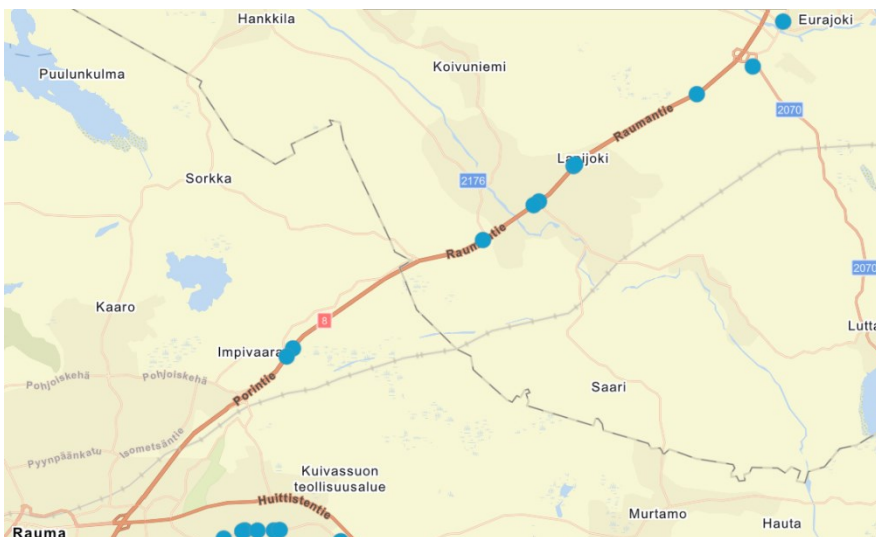 Hankkila
Eurajoki
Puulunkulma
Koivuniemi
2070
Raumantie
Lapijoki
Sorkka
2176
Raumantie
2070
Kaaro
8
Lutta
Impivaara
Pohjoiskehä
Pohjoiskehä
Porintie
Saari
Isometsäntie
Pyynpäänkatu
Kuivassuon
teollisuusalue
Huittistentie
Murtamo
Hauta
Rauma